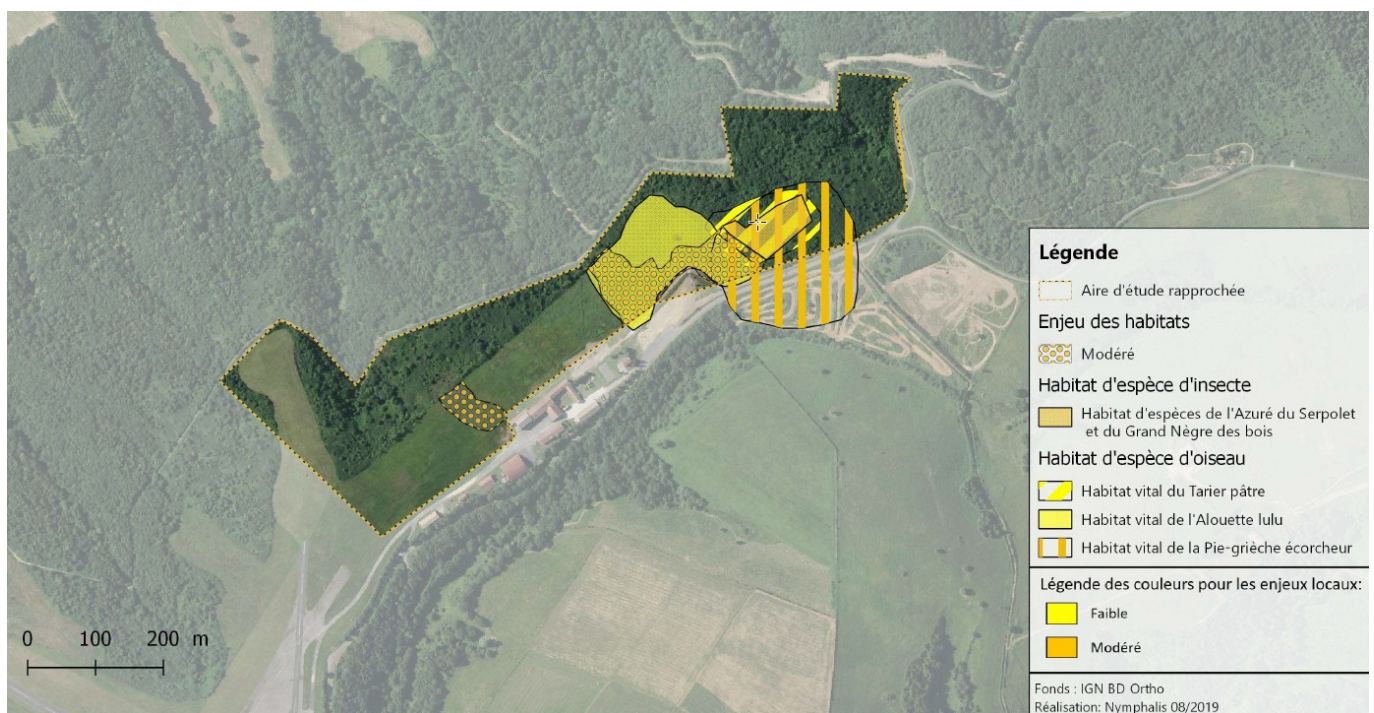 Légende
Aire d'étude rapprochée
Enjeu des habitats
Modéré
Habitat d'espèce d'insecte
Habitat d'espèces de l'Azuré du Serpolet
et du Grand Nègre des bois
Habitat d'espèce d'oiseau
Habitat vital du Tarier pâtre
Habitat vital de l'Alouette lulu
Habitat vital de la Pie-grièche écorcheur
Légende des couleurs pour les enjeux locaux:
Faible
Modéré
Fonds : IGN BD Ortho
Réalisation: Nymphalis 08/2019
0 100 200 m